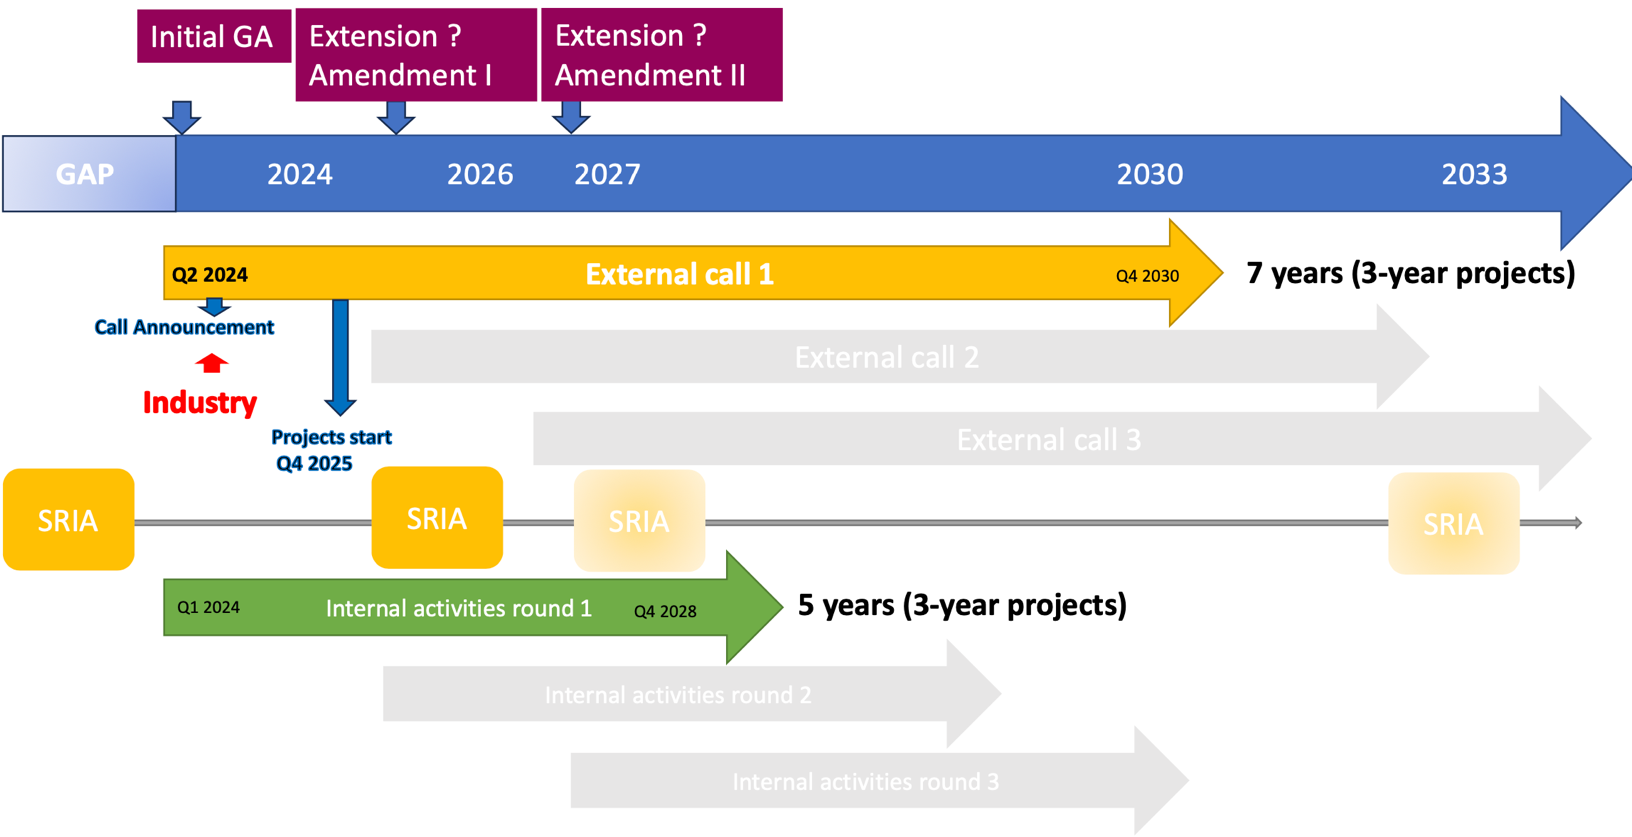 Initial GA
Extension ?
Amendment I
Extension ?
Amendment II
GAP
2024
2026
2027
2030
2033
Q2 2024
External call 1
Q4 2030
7 years (3-year projects)
Call Announcement
Industry
External call 2
Projects start
Q4 2025
External call 3
SRIA
SRIA
SRIA
SRIA
Q1 2024
Internal activities round 1
Q4 2028
5 years (3-year projects)
Internal activities round 2
Internal activities round 3